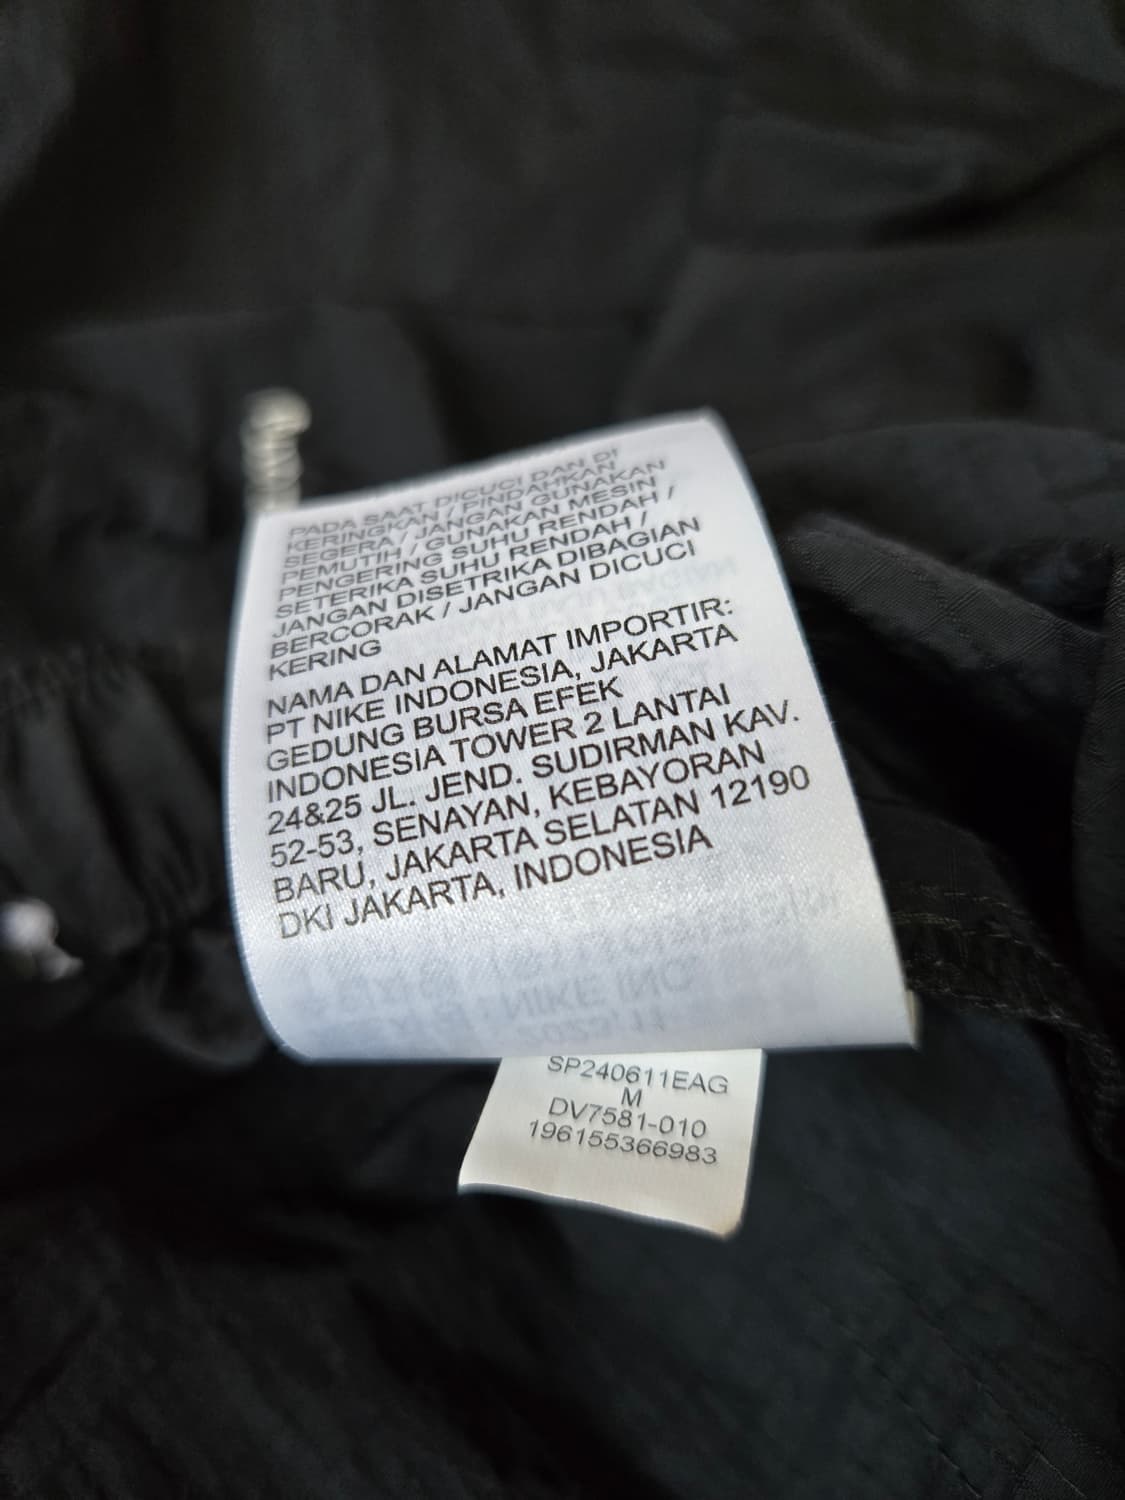 PADA SAAT DICUCI DAN DI
KERINGKAN / PINDAHKAN
SEGERA / JANGAN GUNAKAN
PEMUTIH / GUNAKAN MESIN
PENGERING SUHU RENDAH /
SETERIKA SUHU RENDAH /
JANGAN DISETRIKA DIBAGIAN
BERCORAK / JANGAN DICUCI
KERING
NAMA DAN ALAMAT IMPORTIR:
PT NIKE INDONESIA, JAKARTA
GEDUNG BURSA EFEK
INDONESIA TOWER 2 LANTAI
24&25 JL. JEND. SUDIRMAN KAV.
52-53, SENAYAN, KEBAYORAN
BARU, JAKARTA SELATAN 12190
DKI JAKARTA, INDONESIA
SP240611EAG
M
DV7581-010
196155366983